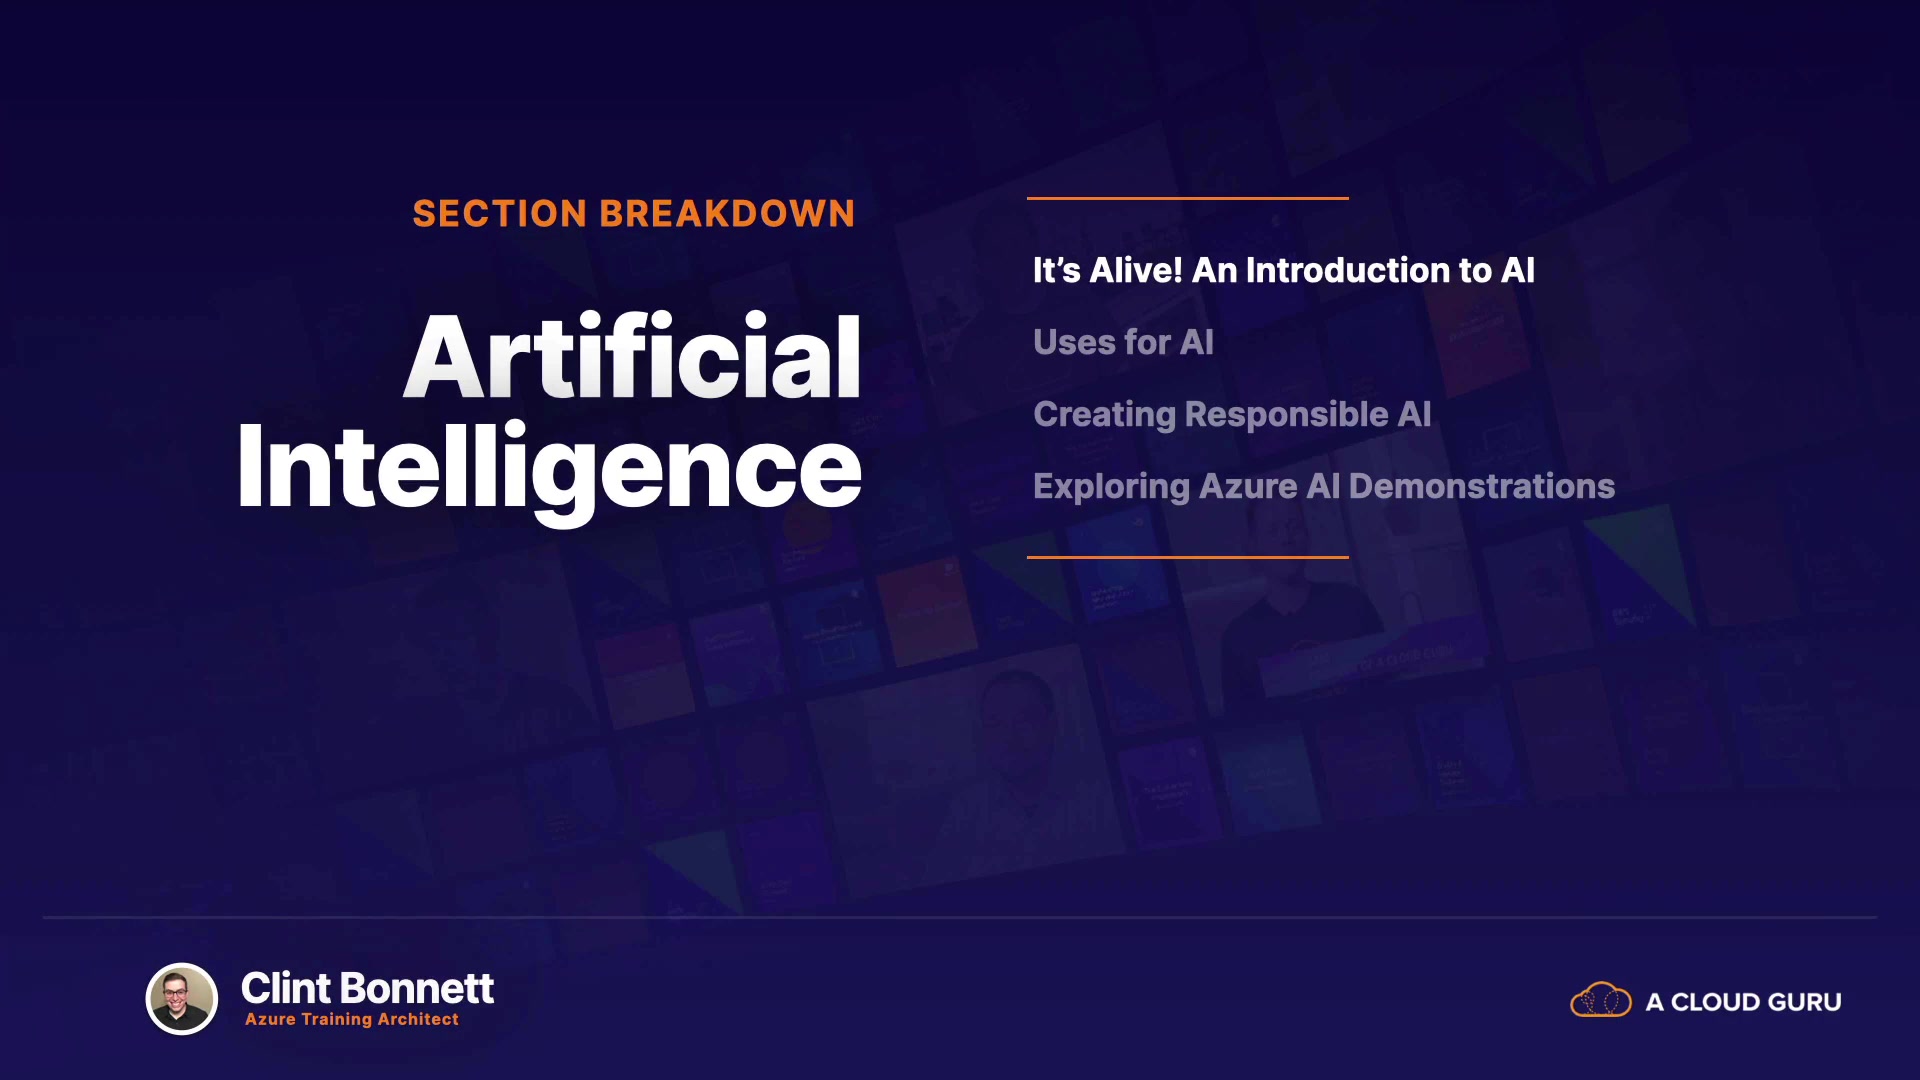 SECTION BREAKDOWN
Artificial
Intelligence
It’s Alive! An Introduction to AI
Uses for AI
Creating Responsible AI
Exploring Azure AI Demonstrations
Clint Bonnett
Azure Training Architect
A CLOUD GURU